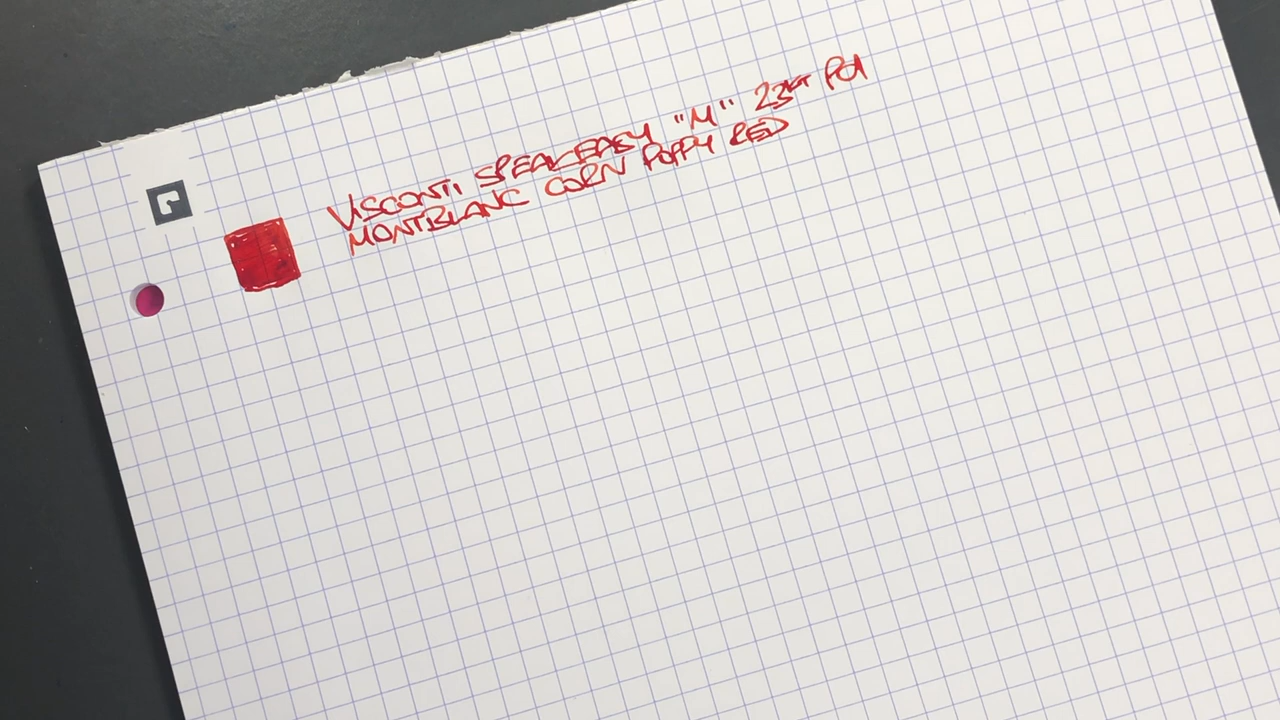 VISCONTI SPEAKEASY "M" 23KT Pd
MONTBLANC CORN POPPY RED